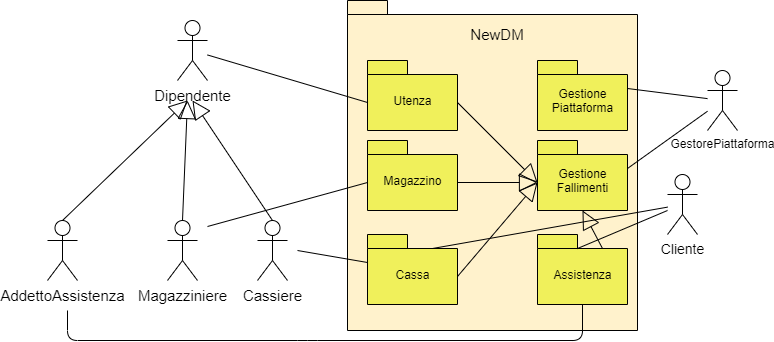 NewDM
Dipendente
Utenza
Gestione
Piattaforma
GestorePiattaforma
Magazzino
Gestione
Fallimenti
Cliente
Cassa
Assistenza
AddettoAssistenza
Magazziniere
Cassiere